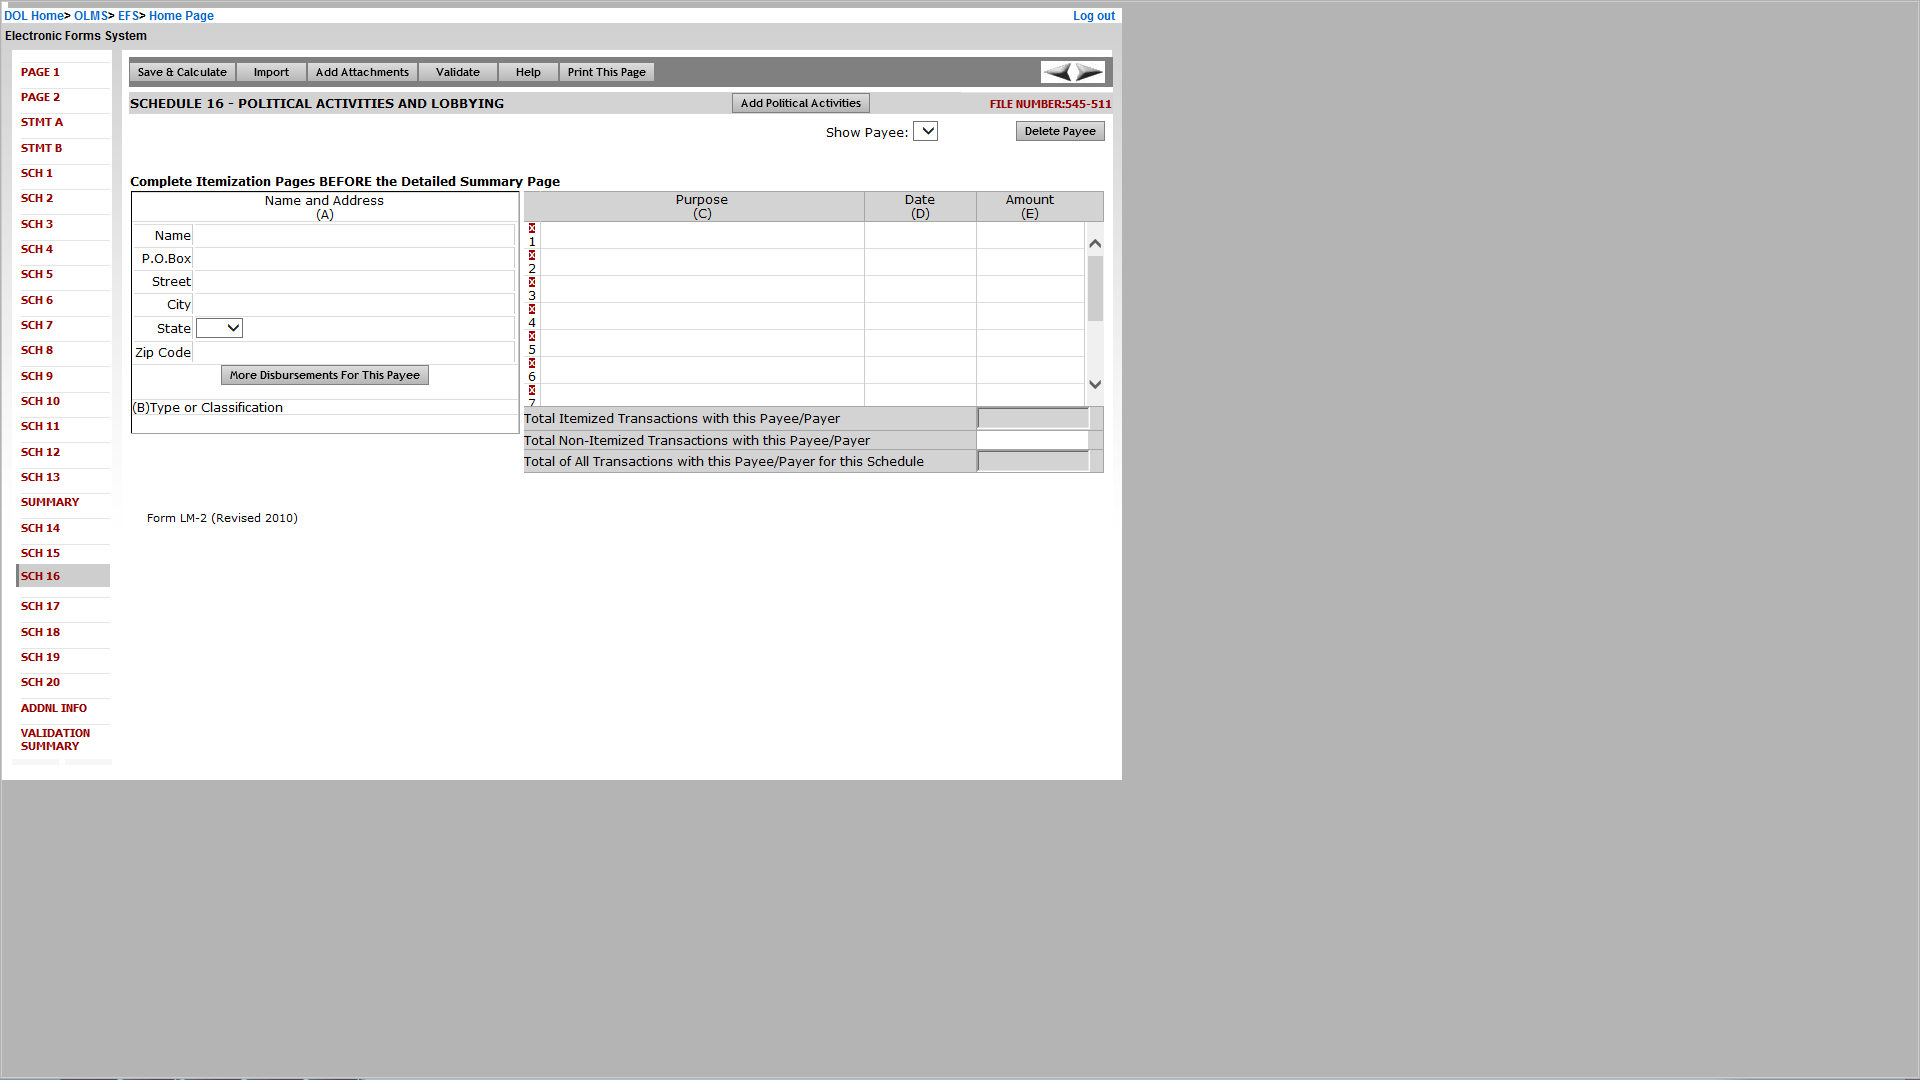 DOL Home> OLMS> EFS> Home Page Log out
Electronic Forms System
Save & Calculate Import Add Attachments Validate Help Print This Page
SCHEDULE 16 - POLITICAL ACTIVITIES AND LOBBYING Add Political Activities FILE NUMBER:545-511
Show Payee: Delete Payee
PAGE 1
PAGE 2
STMT A
STMT B
SCH 1
SCH 2
SCH 3
SCH 4
SCH 5
SCH 6
SCH 7
SCH 8
SCH 9
SCH 10
SCH 11
SCH 12
SCH 13
SUMMARY
SCH 14
SCH 15
SCH 16
SCH 17
SCH 18
SCH 19
SCH 20
ADDNL INFO
VALIDATION
SUMMARY
Complete Itemization Pages BEFORE the Detailed Summary Page
Name and Address
(A)
Name
P.O.Box
Street
City
State
Zip Code
More Disbursements For This Payee
(B)Type or Classification
Purpose Date Amount
(C) (D) (E)
1
2
3
4
5
6
7
Total Itemized Transactions with this Payee/Payer
Total Non-Itemized Transactions with this Payee/Payer
Total of All Transactions with this Payee/Payer for this Schedule
Form LM-2 (Revised 2010)